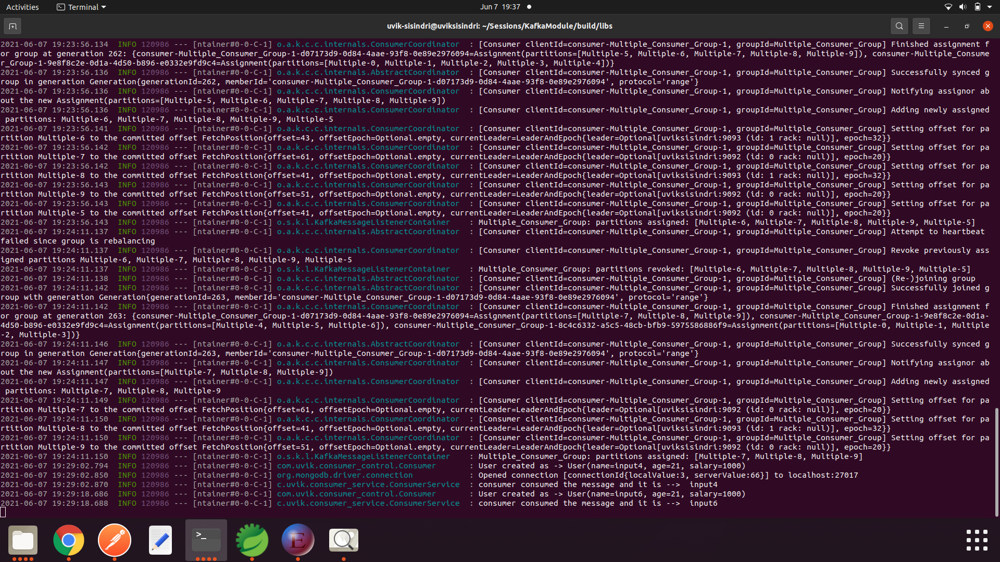 Activities Terminal Jun 7 19:37
uvik-sisindri@uviksisindri: ~/Sessions/KafkaModule/build/libs
2021-06-07 19:23:56.134 INFO 120986 --- [ntainer#0-0-C-1] o.a.k.c.c.internals.ConsumerCoordinator : [Consumer clientId=consumer-Multiple_Consumer_Group-1, groupId=Multiple_Consumer_Group] Finished assignment f
or group at generation 262: {consumer-Multiple_Consumer_Group-1-d07173d9-0d84-4aae-93f8-0e89e2976094=Assignment(partitions=[Multiple-5, Multiple-6, Multiple-7, Multiple-8, Multiple-9]), consumer-Multiple_Consume
r_Group-1-9e8f8c2e-0d1a-4d50-b896-e0332e9fd9c4=Assignment(partitions=[Multiple-0, Multiple-1, Multiple-2, Multiple-3, Multiple-4])}
2021-06-07 19:23:56.136 INFO 120986 --- [ntainer#0-0-C-1] o.a.k.c.c.internals.AbstractCoordinator : [Consumer clientId=consumer-Multiple_Consumer_Group-1, groupId=Multiple_Consumer_Group] Successfully synced g
roup in generation Generation{generationId=262, memberId='consumer-Multiple_Consumer_Group-1-d07173d9-0d84-4aae-93f8-0e89e2976094', protocol='range'}
2021-06-07 19:23:56.136 INFO 120986 --- [ntainer#0-0-C-1] o.a.k.c.c.internals.ConsumerCoordinator : [Consumer clientId=consumer-Multiple_Consumer_Group-1, groupId=Multiple_Consumer_Group] Notifying assignor ab
out the new Assignment(partitions=[Multiple-5, Multiple-6, Multiple-7, Multiple-8, Multiple-9])
2021-06-07 19:23:56.136 INFO 120986 --- [ntainer#0-0-C-1] o.a.k.c.c.internals.ConsumerCoordinator : [Consumer clientId=consumer-Multiple_Consumer_Group-1, groupId=Multiple_Consumer_Group] Adding newly assigned
 partitions: Multiple-6, Multiple-7, Multiple-8, Multiple-9, Multiple-5
2021-06-07 19:23:56.141 INFO 120986 --- [ntainer#0-0-C-1] o.a.k.c.c.internals.ConsumerCoordinator : [Consumer clientId=consumer-Multiple_Consumer_Group-1, groupId=Multiple_Consumer_Group] Setting offset for pa
rtition Multiple-6 to the committed offset FetchPosition{offset=43, offsetEpoch=Optional.empty, currentLeader=LeaderAndEpoch{leader=Optional[uviksisindri:9093 (id: 1 rack: null)], epoch=32}}
2021-06-07 19:23:56.142 INFO 120986 --- [ntainer#0-0-C-1] o.a.k.c.c.internals.ConsumerCoordinator : [Consumer clientId=consumer-Multiple_Consumer_Group-1, groupId=Multiple_Consumer_Group] Setting offset for pa
rtition Multiple-7 to the committed offset FetchPosition{offset=61, offsetEpoch=Optional.empty, currentLeader=LeaderAndEpoch{leader=Optional[uviksisindri:9092 (id: 0 rack: null)], epoch=20}}
2021-06-07 19:23:56.142 INFO 120986 --- [ntainer#0-0-C-1] o.a.k.c.c.internals.ConsumerCoordinator : [Consumer clientId=consumer-Multiple_Consumer_Group-1, groupId=Multiple_Consumer_Group] Setting offset for pa
rtition Multiple-8 to the committed offset FetchPosition{offset=41, offsetEpoch=Optional.empty, currentLeader=LeaderAndEpoch{leader=Optional[uviksisindri:9093 (id: 1 rack: null)], epoch=32}}
2021-06-07 19:23:56.143 INFO 120986 --- [ntainer#0-0-C-1] o.a.k.c.c.internals.ConsumerCoordinator : [Consumer clientId=consumer-Multiple_Consumer_Group-1, groupId=Multiple_Consumer_Group] Setting offset for pa
rtition Multiple-9 to the committed offset FetchPosition{offset=51, offsetEpoch=Optional.empty, currentLeader=LeaderAndEpoch{leader=Optional[uviksisindri:9092 (id: 0 rack: null)], epoch=20}}
2021-06-07 19:23:56.143 INFO 120986 --- [ntainer#0-0-C-1] o.a.k.c.c.internals.ConsumerCoordinator : [Consumer clientId=consumer-Multiple_Consumer_Group-1, groupId=Multiple_Consumer_Group] Setting offset for pa
rtition Multiple-5 to the committed offset FetchPosition{offset=41, offsetEpoch=Optional.empty, currentLeader=LeaderAndEpoch{leader=Optional[uviksisindri:9092 (id: 0 rack: null)], epoch=20}}
2021-06-07 19:23:56.143 INFO 120986 --- [ntainer#0-0-C-1] o.s.k.l.KafkaMessageListenerContainer : Multiple_Consumer_Group: partitions assigned: [Multiple-6, Multiple-7, Multiple-8, Multiple-9, Multiple-5]
2021-06-07 19:24:11.137 INFO 120986 --- [ntainer#0-0-C-1] o.a.k.c.c.internals.AbstractCoordinator : [Consumer clientId=consumer-Multiple_Consumer_Group-1, groupId=Multiple_Consumer_Group] Attempt to heartbeat
failed since group is rebalancing
2021-06-07 19:24:11.137 INFO 120986 --- [ntainer#0-0-C-1] o.a.k.c.c.internals.ConsumerCoordinator : [Consumer clientId=consumer-Multiple_Consumer_Group-1, groupId=Multiple_Consumer_Group] Revoke previously ass
igned partitions Multiple-6, Multiple-7, Multiple-8, Multiple-9, Multiple-5
2021-06-07 19:24:11.137 INFO 120986 --- [ntainer#0-0-C-1] o.s.k.l.KafkaMessageListenerContainer : Multiple_Consumer_Group: partitions revoked: [Multiple-6, Multiple-7, Multiple-8, Multiple-9, Multiple-5]
2021-06-07 19:24:11.138 INFO 120986 --- [ntainer#0-0-C-1] o.a.k.c.c.internals.AbstractCoordinator : [Consumer clientId=consumer-Multiple_Consumer_Group-1, groupId=Multiple_Consumer_Group] (Re-)joining group
2021-06-07 19:24:11.142 INFO 120986 --- [ntainer#0-0-C-1] o.a.k.c.c.internals.AbstractCoordinator : [Consumer clientId=consumer-Multiple_Consumer_Group-1, groupId=Multiple_Consumer_Group] Successfully joined g
roup with generation Generation{generationId=263, memberId='consumer-Multiple_Consumer_Group-1-d07173d9-0d84-4aae-93f8-0e89e2976094', protocol='range'}
2021-06-07 19:24:11.142 INFO 120986 --- [ntainer#0-0-C-1] o.a.k.c.c.internals.ConsumerCoordinator : [Consumer clientId=consumer-Multiple_Consumer_Group-1, groupId=Multiple_Consumer_Group] Finished assignment f
or group at generation 263: {consumer-Multiple_Consumer_Group-1-d07173d9-0d84-4aae-93f8-0e89e2976094=Assignment(partitions=[Multiple-7, Multiple-8, Multiple-9]), consumer-Multiple_Consumer_Group-1-9e8f8c2e-0d1a-
4d50-b896-e0332e9fd9c4=Assignment(partitions=[Multiple-4, Multiple-5, Multiple-6]), consumer-Multiple_Consumer_Group-1-8c4c6332-a5c5-48cb-bfb9-5975586886f9=Assignment(partitions=[Multiple-0, Multiple-1, Multiple
-2, Multiple-3])}
2021-06-07 19:24:11.146 INFO 120986 --- [ntainer#0-0-C-1] o.a.k.c.c.internals.AbstractCoordinator : [Consumer clientId=consumer-Multiple_Consumer_Group-1, groupId=Multiple_Consumer_Group] Successfully synced g
roup in generation Generation{generationId=263, memberId='consumer-Multiple_Consumer_Group-1-d07173d9-0d84-4aae-93f8-0e89e2976094', protocol='range'}
2021-06-07 19:24:11.147 INFO 120986 --- [ntainer#0-0-C-1] o.a.k.c.c.internals.ConsumerCoordinator : [Consumer clientId=consumer-Multiple_Consumer_Group-1, groupId=Multiple_Consumer_Group] Notifying assignor ab
out the new Assignment(partitions=[Multiple-7, Multiple-8, Multiple-9])
2021-06-07 19:24:11.147 INFO 120986 --- [ntainer#0-0-C-1] o.a.k.c.c.internals.ConsumerCoordinator : [Consumer clientId=consumer-Multiple_Consumer_Group-1, groupId=Multiple_Consumer_Group] Adding newly assigned
 partitions: Multiple-7, Multiple-8, Multiple-9
2021-06-07 19:24:11.149 INFO 120986 --- [ntainer#0-0-C-1] o.a.k.c.c.internals.ConsumerCoordinator : [Consumer clientId=consumer-Multiple_Consumer_Group-1, groupId=Multiple_Consumer_Group] Setting offset for pa
rtition Multiple-7 to the committed offset FetchPosition{offset=61, offsetEpoch=Optional.empty, currentLeader=LeaderAndEpoch{leader=Optional[uviksisindri:9092 (id: 0 rack: null)], epoch=20}}
2021-06-07 19:24:11.150 INFO 120986 --- [ntainer#0-0-C-1] o.a.k.c.c.internals.ConsumerCoordinator : [Consumer clientId=consumer-Multiple_Consumer_Group-1, groupId=Multiple_Consumer_Group] Setting offset for pa
rtition Multiple-8 to the committed offset FetchPosition{offset=41, offsetEpoch=Optional.empty, currentLeader=LeaderAndEpoch{leader=Optional[uviksisindri:9093 (id: 1 rack: null)], epoch=32}}
2021-06-07 19:24:11.150 INFO 120986 --- [ntainer#0-0-C-1] o.a.k.c.c.internals.ConsumerCoordinator : [Consumer clientId=consumer-Multiple_Consumer_Group-1, groupId=Multiple_Consumer_Group] Setting offset for pa
rtition Multiple-9 to the committed offset FetchPosition{offset=51, offsetEpoch=Optional.empty, currentLeader=LeaderAndEpoch{leader=Optional[uviksisindri:9092 (id: 0 rack: null)], epoch=20}}
2021-06-07 19:24:11.150 INFO 120986 --- [ntainer#0-0-C-1] o.s.k.l.KafkaMessageListenerContainer : Multiple_Consumer_Group: partitions assigned: [Multiple-7, Multiple-8, Multiple-9]
2021-06-07 19:29:02.794 INFO 120986 --- [ntainer#0-0-C-1] com.uvik.consumer_control.Consumer : User created as -> User(name=input4, age=21, salary=1000)
2021-06-07 19:29:02.850 INFO 120986 --- [ntainer#0-0-C-1] org.mongodb.driver.connection : Opened connection [connectionId{localValue:3, serverValue:66}] to localhost:27017
2021-06-07 19:29:02.870 INFO 120986 --- [ntainer#0-0-C-1] c.uvik.consumer_service.ConsumerService : consumer consumed the message and it is --> input4
2021-06-07 19:29:18.686 INFO 120986 --- [ntainer#0-0-C-1] com.uvik.consumer_control.Consumer : User created as -> User(name=input6, age=21, salary=1000)
2021-06-07 19:29:18.688 INFO 120986 --- [ntainer#0-0-C-1] c.uvik.consumer_service.ConsumerService : consumer consumed the message and it is --> input6